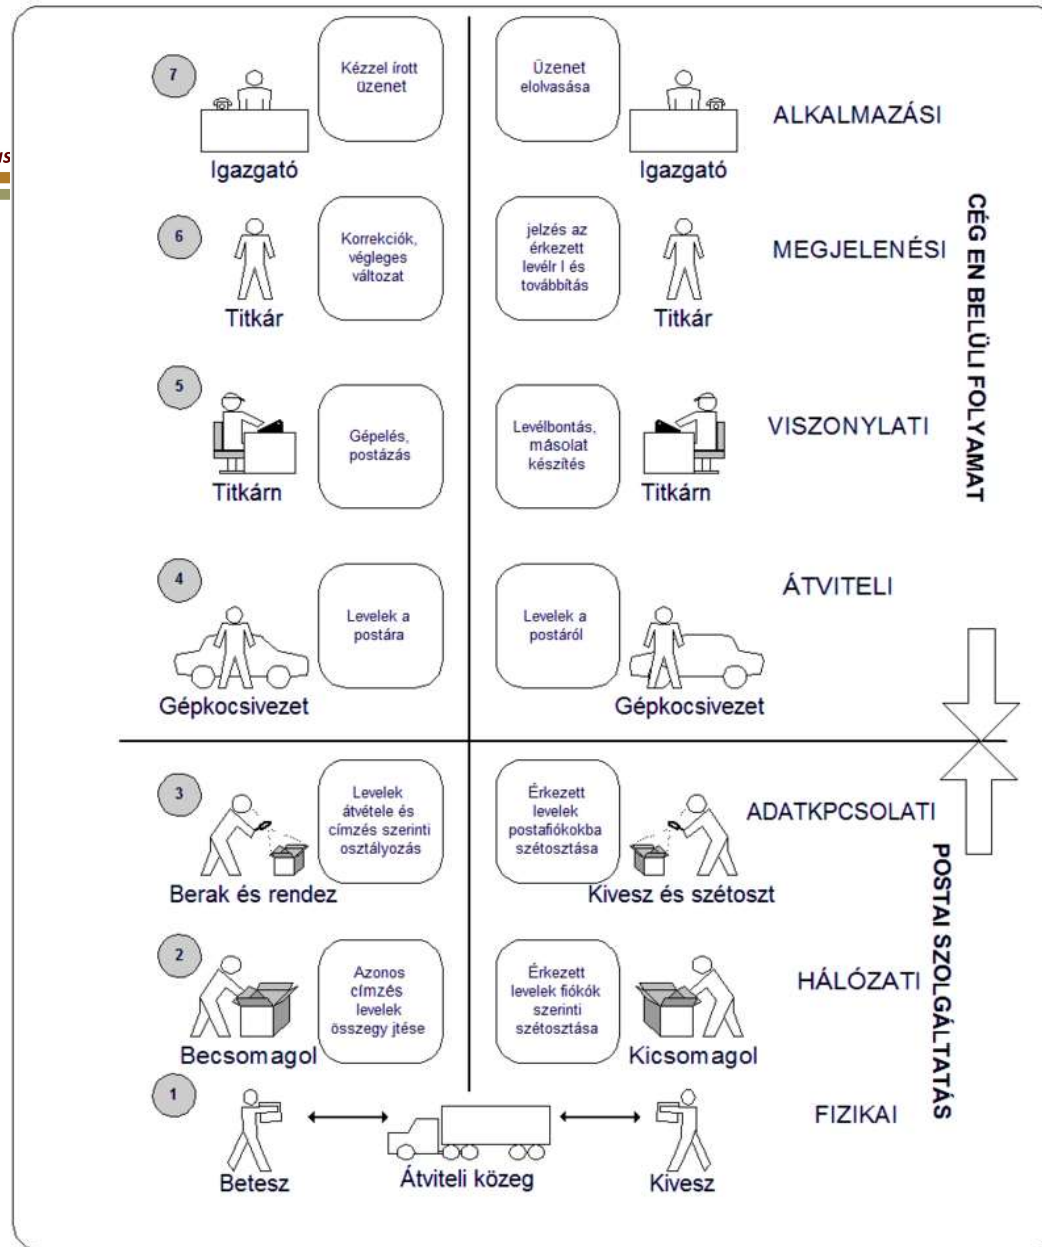 7
Kézzel írott
üzenet
Üzenet
elolvasása
Igazgató
Igazgató
ALKALMAZÁSI
6
Korrekciók,
végleges
változat
jelzés az
érkezett
levélr l és
továbbítás
Titkár
Titkár
MEGJELENÉSI
5
Gépelés,
postázás
Levélbontás,
másolat
készítés
Titkárn
Titkárn
VISZONYLATI
CÉG EN BELÜLI FOLYAMAT
4
Levelek a
postára
Levelek a
postáról
Gépkocsivezet
Gépkocsivezet
ÁTVITELI
3
Levelek
átvétele és
címzés szerinti
osztályozás
Érkezett
levelek
postafiókokba
szétosztása
Berak és rendez
Kivesz és szétoszt
ADATKPCSOLATI
2
Azonos
címzés
levelek
összegy jtése
Érkezett
levelek fiókók
szerinti
szétosztása
Becsomagol
Kicsomagol
HÁLÓZATI
1
Betesz
Átviteli közeg
Kivesz
FIZIKAI
POSTAI SZOLGÁLTATÁS